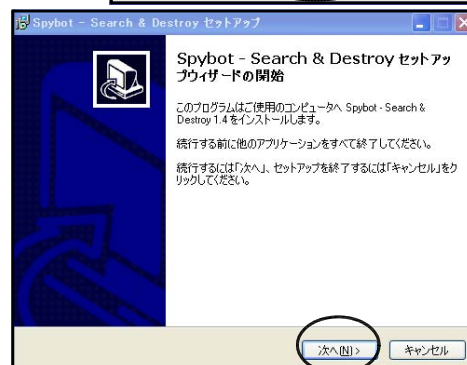 Spybot - Search & Destroy セットアップ
Spybot - Search & Destroy セットアッ
プウィザードの開始
このプログラムはご使用のコンピュータへ Spybot - Search &
Destroy 1.4 をインストールします。
続行する前に他のアプリケーションをすべて終了してください。
続行するには「次へ」、セットアップを終了するには「キャンセル」をク
リックしてください。
次へ(N) >
キャンセル